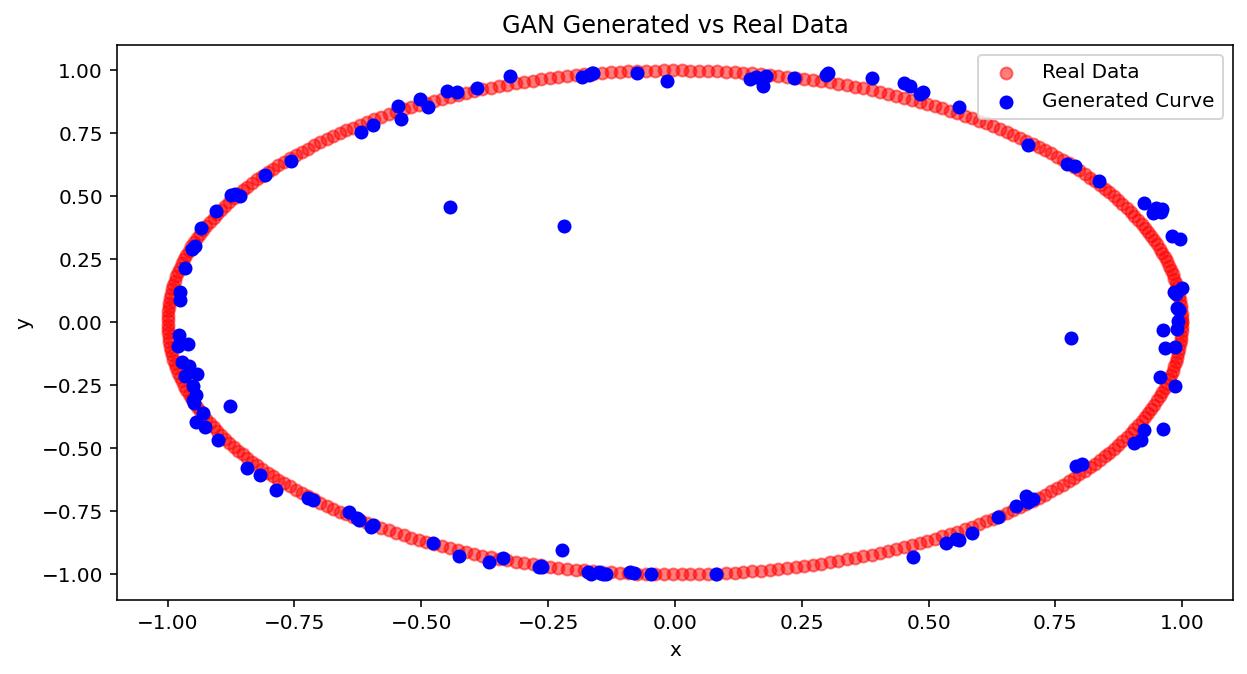 GAN Generated vs Real Data
Real Data
Generated Curve
1.00
0.75
0.50
0.25
0.00
−0.25
−0.50
−0.75
−1.00
y
−1.00 −0.75 −0.50 −0.25 0.00 0.25 0.50 0.75 1.00
x